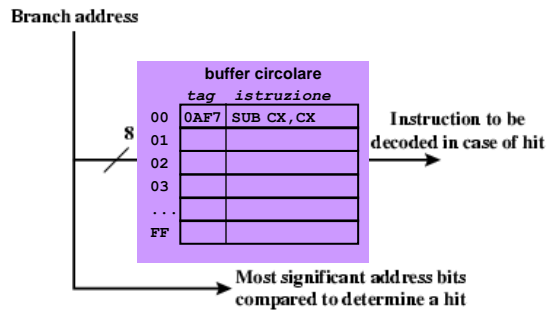 Branch address
buffer circolare
tag istruzione
00 0AF7 SUB CX,CX
Instruction to be
decoded in case of hit
8
01
02
03
...
FF
Most significant address bits
compared to determine a hit